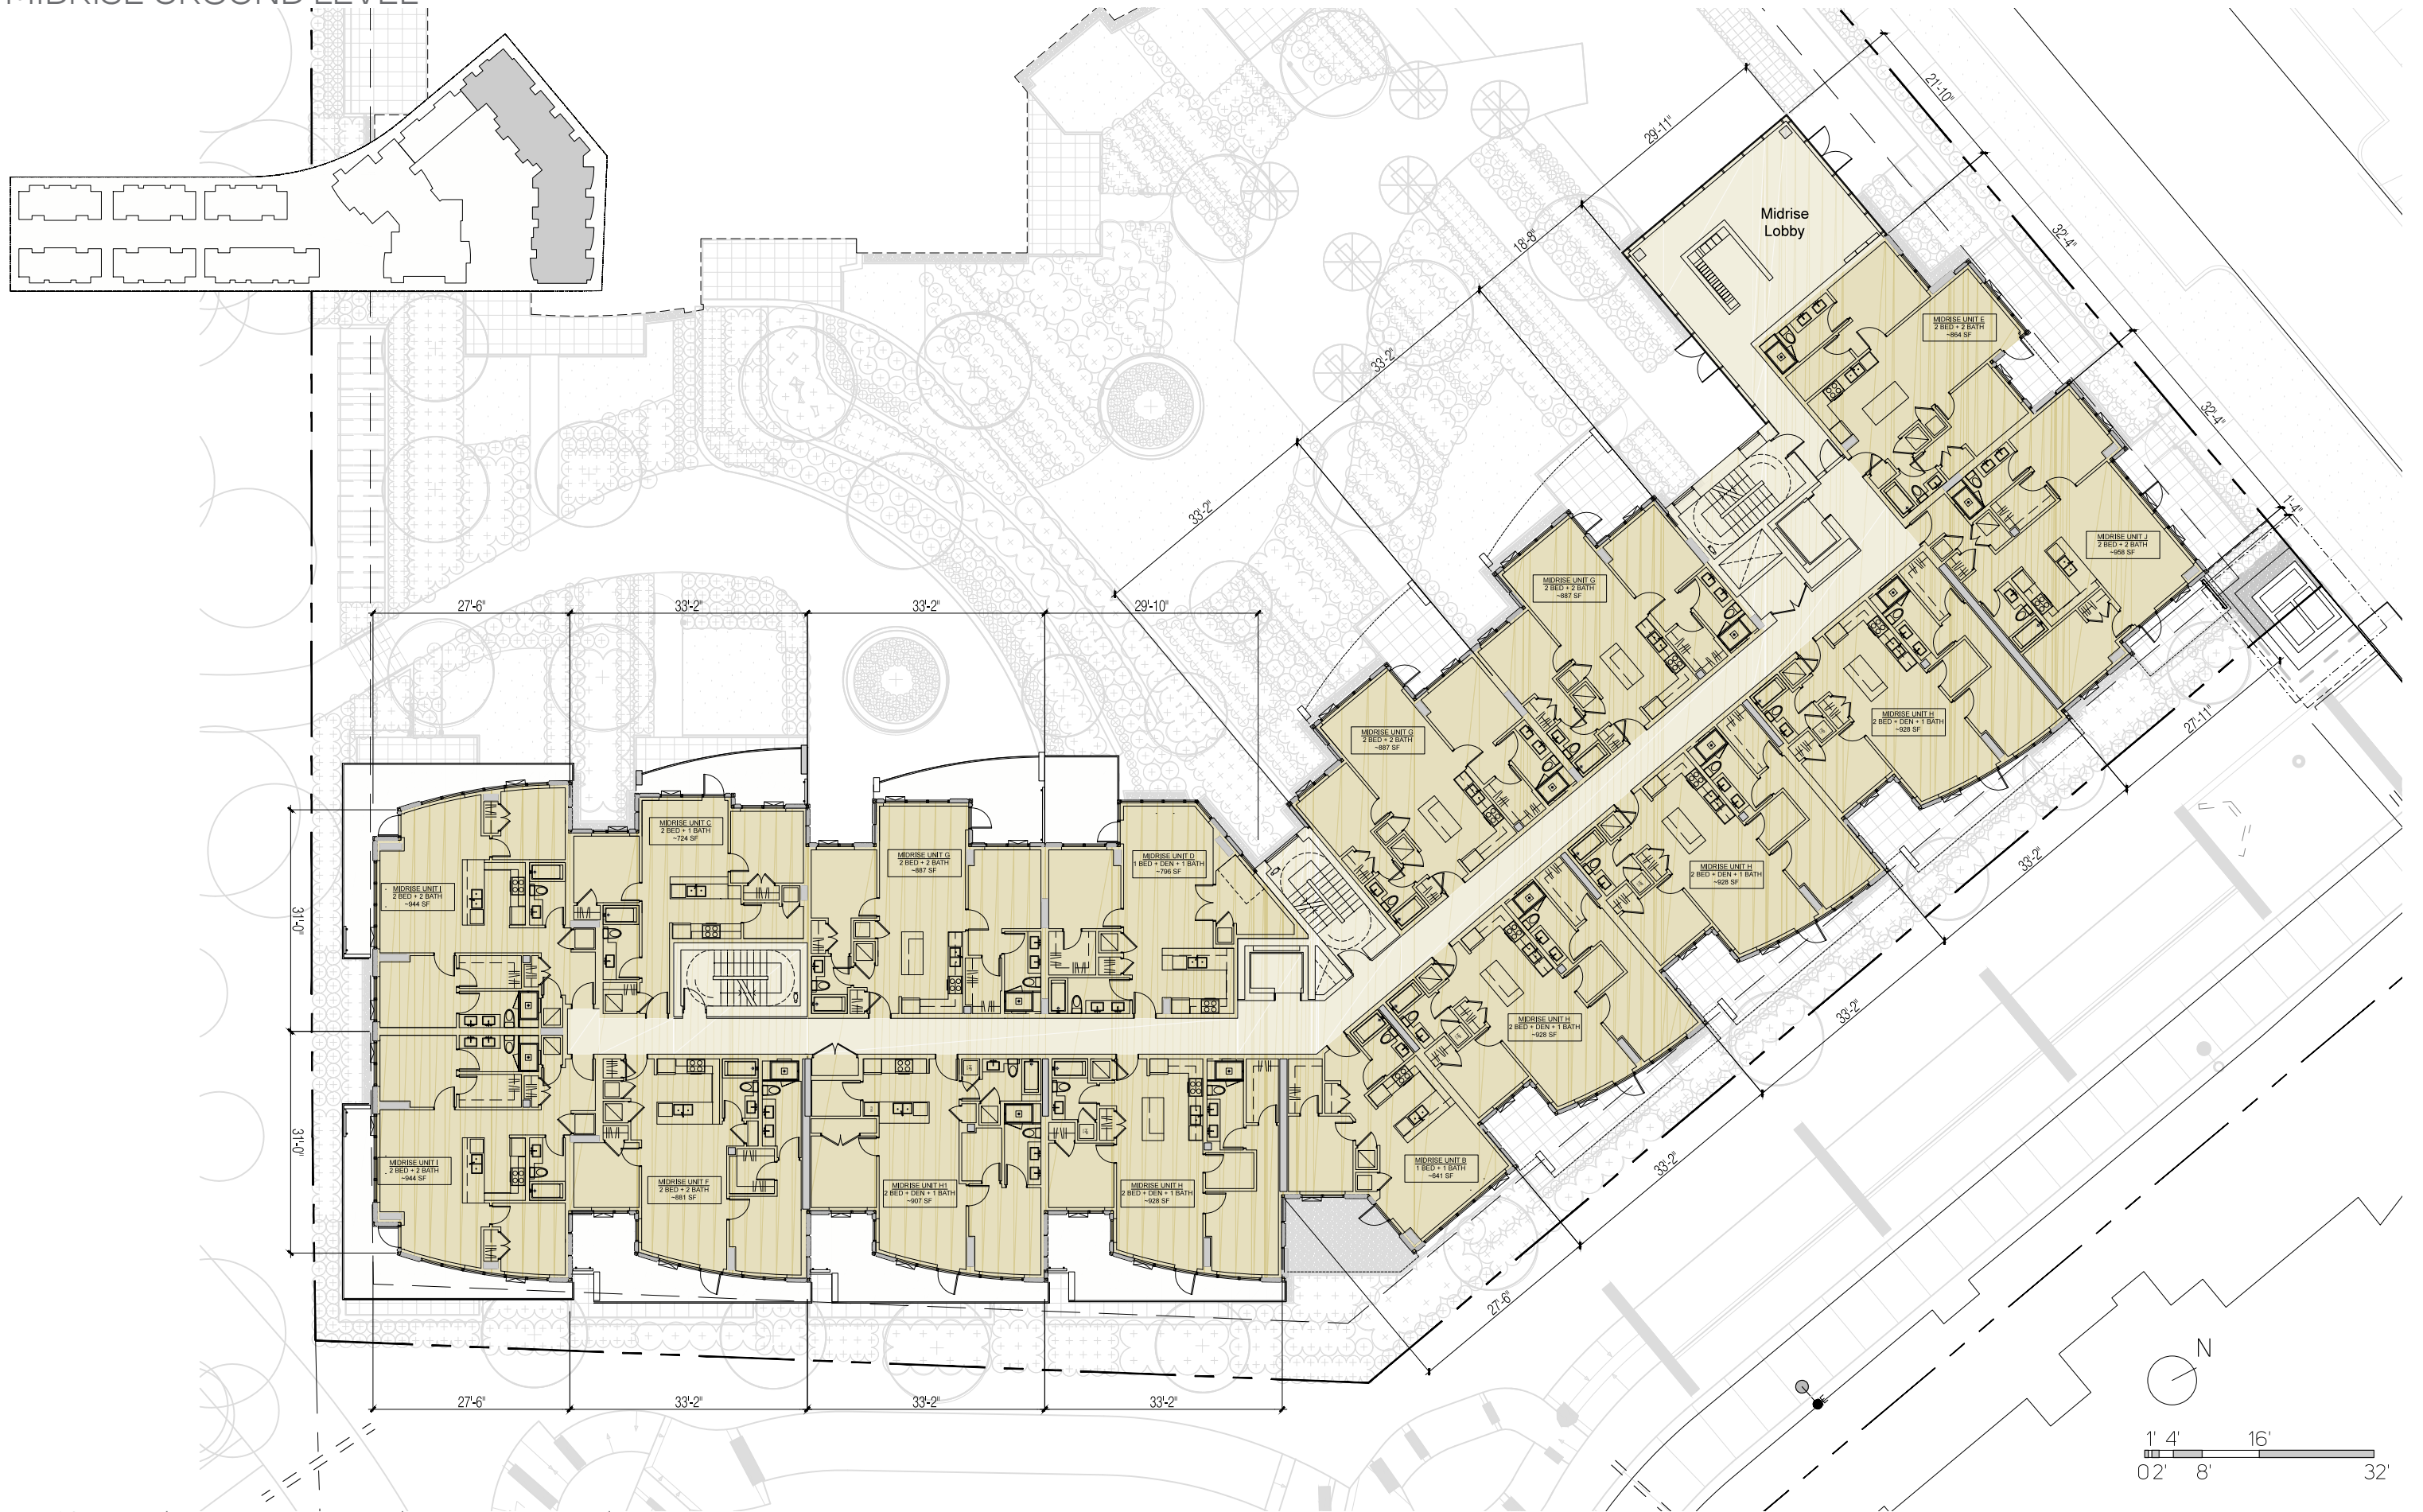 MIDRISE GROUND LEVEL
21'-10"
29'-11"
Midrise
Lobby
18'-8"
32'-4"
33'-2"
MIDRISE UNIT E
2 BED + 2 BATH
~864 SF
32'-4"
33'-2"
1'-4"
MIDRISE UNIT J
2 BED + 2 BATH
~958 SF
MIDRISE UNIT G
2 BED + 2 BATH
~887 SF
27'-6"
33'-2"
33'-2"
29'-10"
MIDRISE UNIT G
2 BED + 2 BATH
~887 SF
MIDRISE UNIT H
2 BED + DEN + 1 BATH
~928 SF
27'-11"
MIDRISE UNIT C
2 BED + 1 BATH
~724 SF
MIDRISE UNIT G
2 BED + 2 BATH
~887 SF
MIDRISE UNIT D
1 BED + DEN + 1 BATH
~796 SF
MIDRISE UNIT H
2 BED + DEN + 1 BATH
~928 SF
33'-2"
MIDRISE UNIT I
2 BED + 2 BATH
~944 SF
31'-0"
MIDRISE UNIT H
2 BED + DEN + 1 BATH
~928 SF
33'-2"
31'-0"
MIDRISE UNIT I
2 BED + 2 BATH
~944 SF
MIDRISE UNIT F
2 BED + 2 BATH
~881 SF
MIDRISE UNIT H1
2 BED + DEN + 1 BATH
~907 SF
MIDRISE UNIT H
2 BED + DEN + 1 BATH
~928 SF
MIDRISE UNIT B
1 BED + 1 BATH
~641 SF
33'-2"
27'-6"
27'-6"
33'-2"
33'-2"
33'-2"
N
1' 4' 16'
0 2' 8' 32'